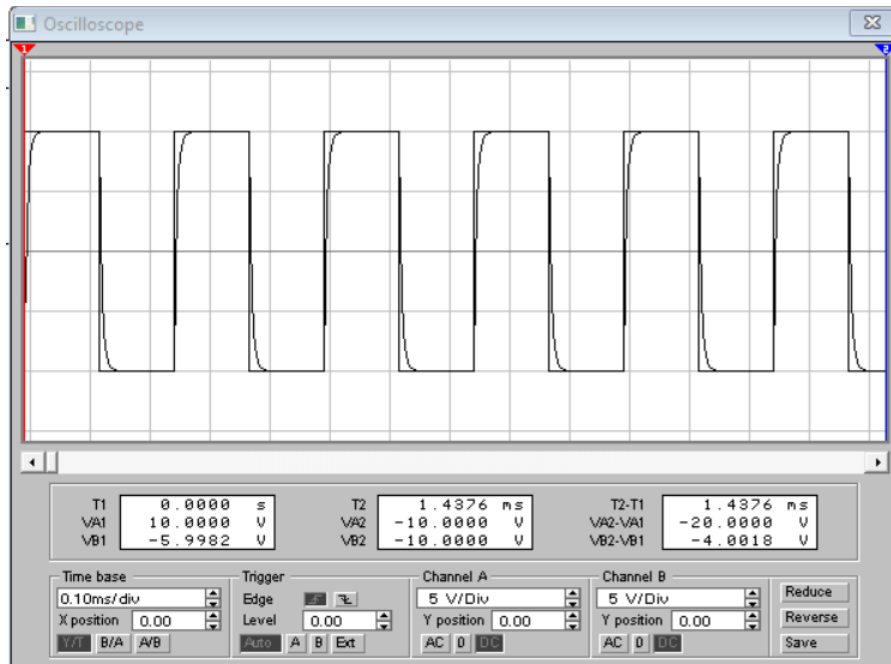 Oscilloscope
1 2
T1 0.0000 s T2 1.4376 ms T2-T1 1.4376 ms
VA1 10.0000 V VA2 -10.0000 V VA2-VA1 -20.0000 V
VB1 -5.9982 V VB2 -10.0000 V VB2-VB1 -4.0018 V
Time base Trigger Channel A Channel B
0.10ms/div Edge 5 V/Div 5 V/Div Reduce
X position 0.00 Level 0.00 Y position 0.00 Y position 0.00 Reverse
Y/T B/A A/B Auto A B Ext AC 0 DC AC 0 DC Save